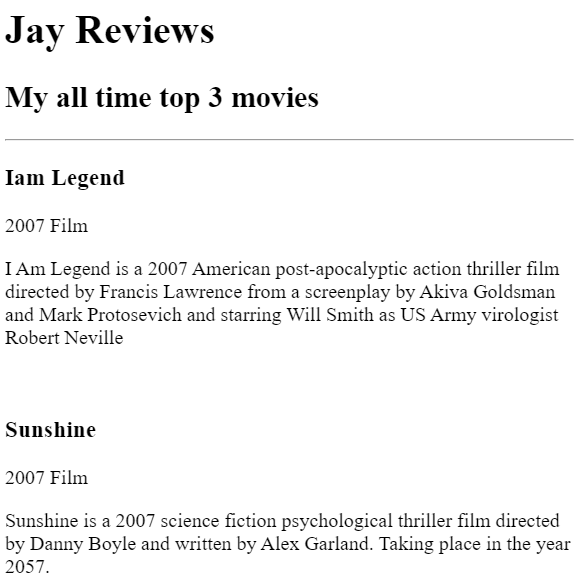 Jay Reviews
My all time top 3 movies
Iam Legend
2007 Film
I Am Legend is a 2007 American post-apocalyptic action thriller film
directed by Francis Lawrence from a screenplay by Akiva Goldsman
and Mark Protosevich and starring Will Smith as US Army virologist
Robert Neville
Sunshine
2007 Film
Sunshine is a 2007 science fiction psychological thriller film directed
by Danny Boyle and written by Alex Garland. Taking place in the year
2057.